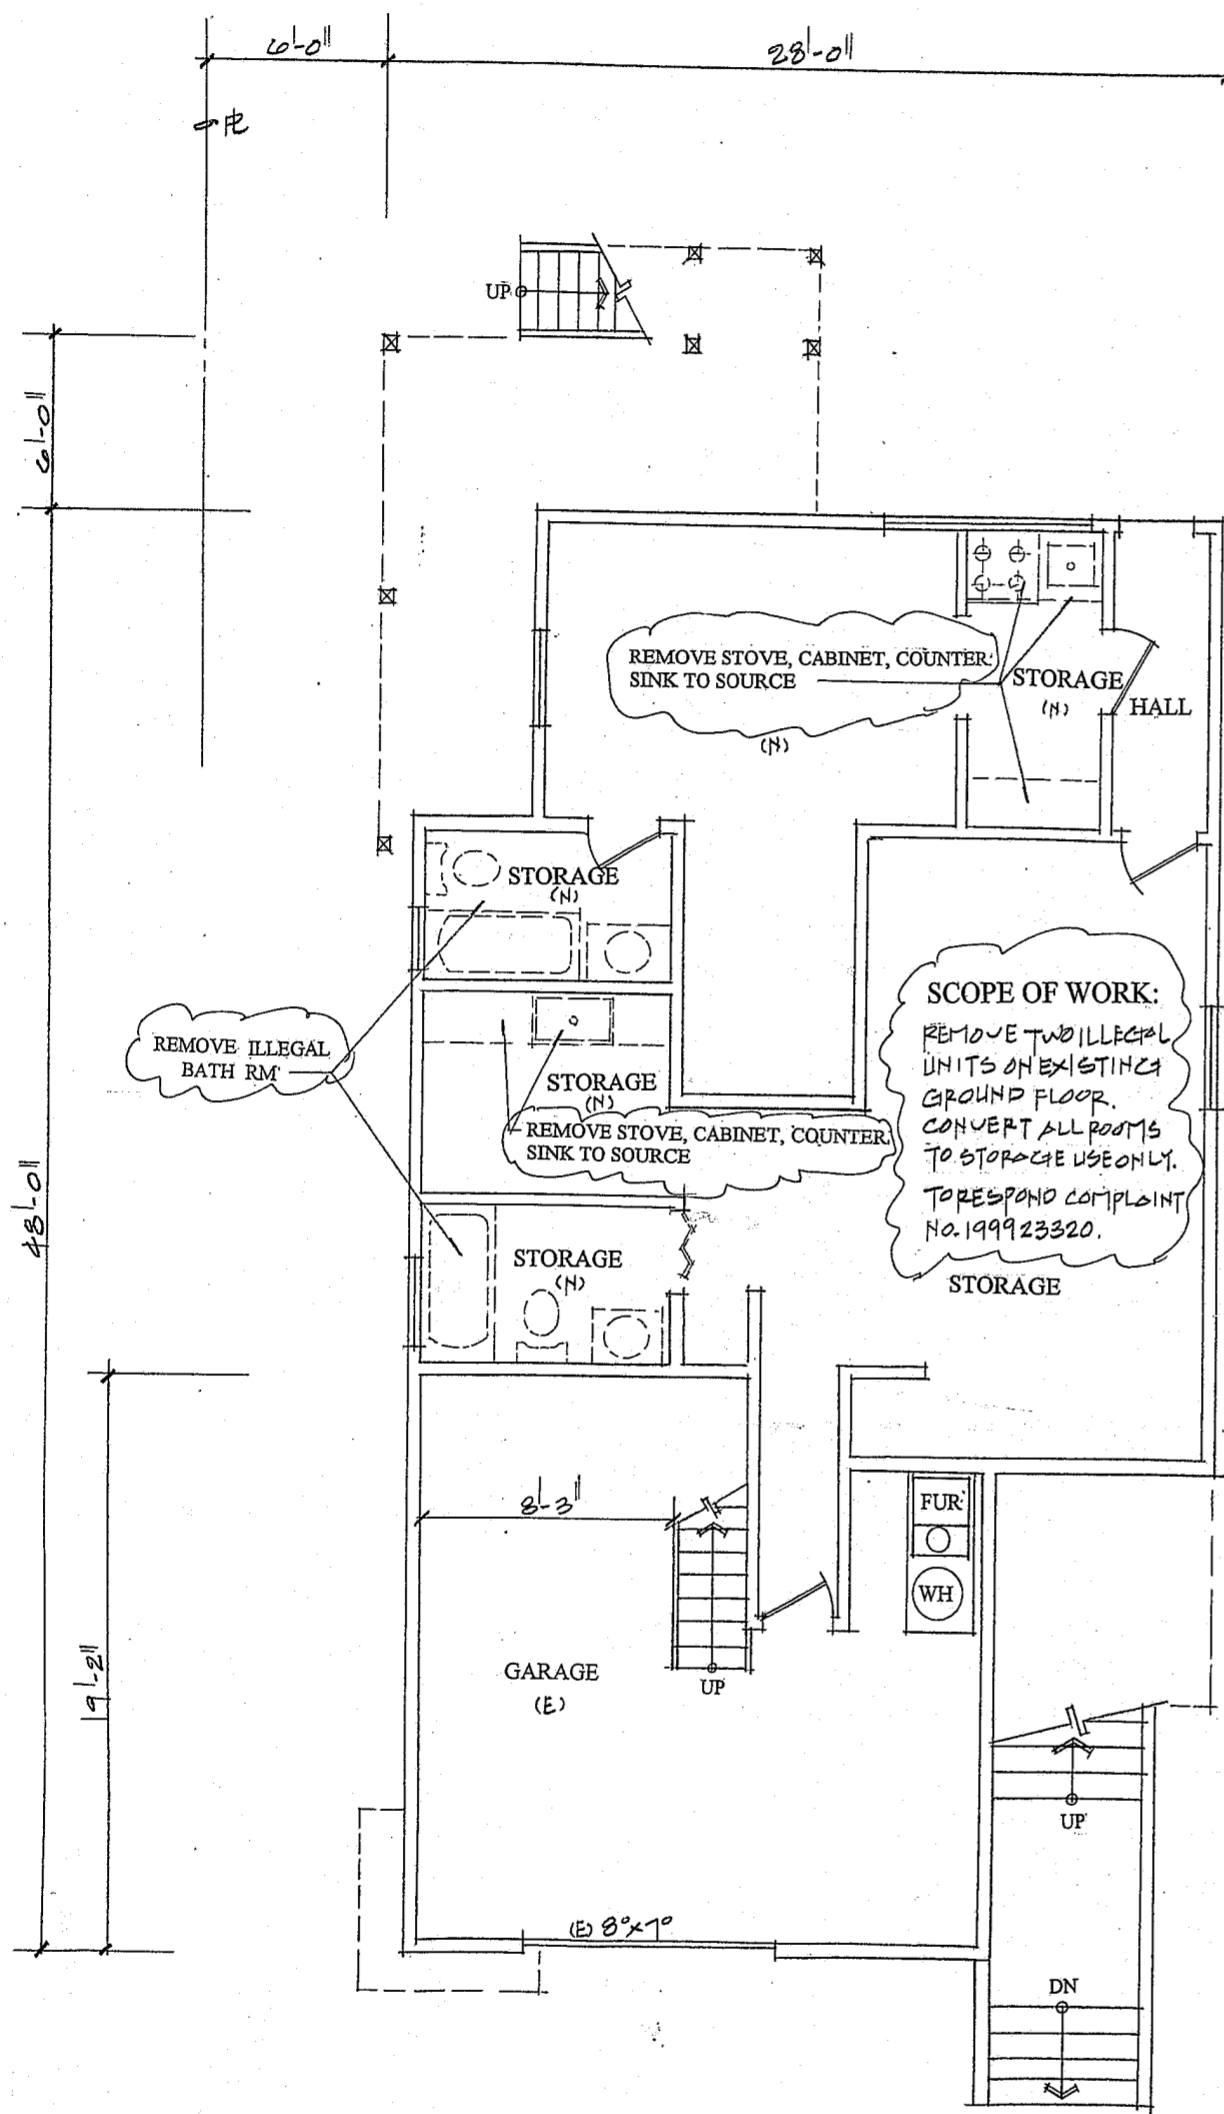 6'-0"
28'-0"
PL
UP
6'-0"
REMOVE STOVE, CABINET, COUNTER.
SINK TO SOURCE
(N)
STORAGE
(N)
HALL
STORAGE
(N)
REMOVE ILLEGAL
BATH RM
STORAGE
(N)
REMOVE STOVE, CABINET, COUNTER.
SINK TO SOURCE
SCOPE OF WORK:
REMOVE TWO ILLEGAL
UNITS ON EXISTING
GROUND FLOOR.
CONVERT ALL ROOMS
TO STORAGE USE ONLY.
TO RESPOND COMPLAINT
NO. 199923320.
STORAGE
48'-0"
STORAGE
(N)
8'-3"
FUR
WH
GARAGE
(E)
UP
19'-2"
UP
(E) 8°x7°
DN